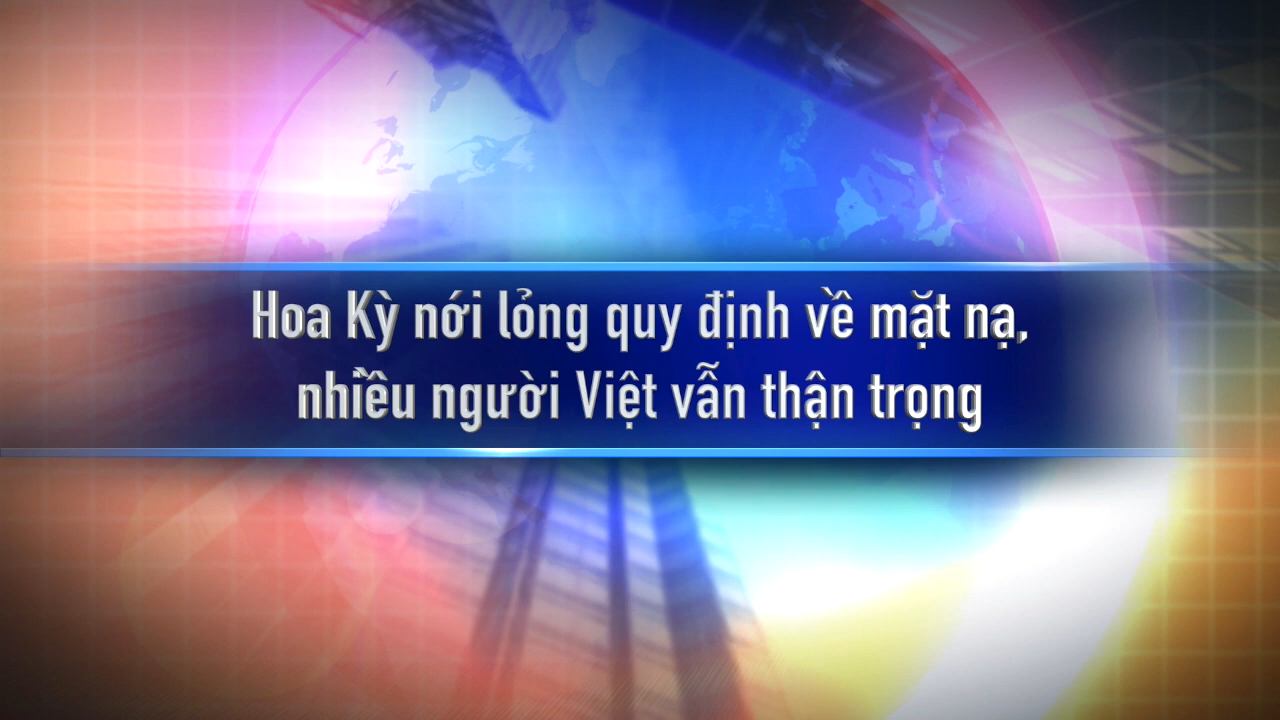 Hoa Kỳ nới lỏng quy định về mặt nạ,
nhiều người Việt vẫn thận trọng